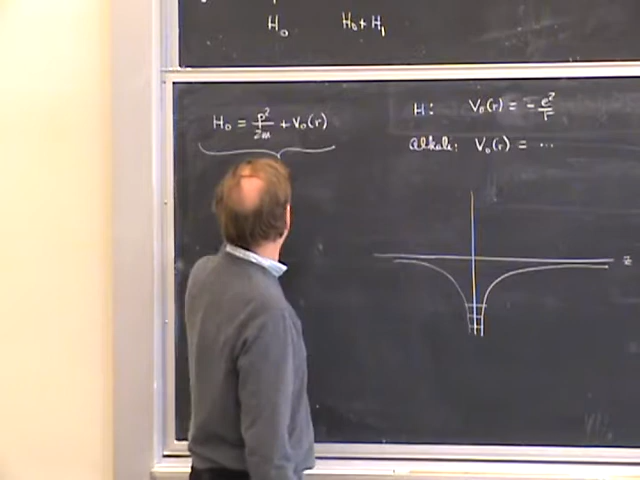 H₀ H₀+H₁
H₀ = p²/2m + V₀(r)
H: V₀(r) = - e²/r
Alkali: V₀(r) = ...
z